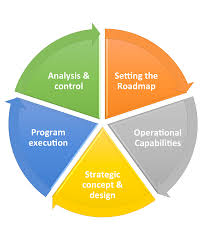 Analysis &
control
Setting the
Roadmap
Operational
Capabilities
Strategic
concept &
design
Program
execution